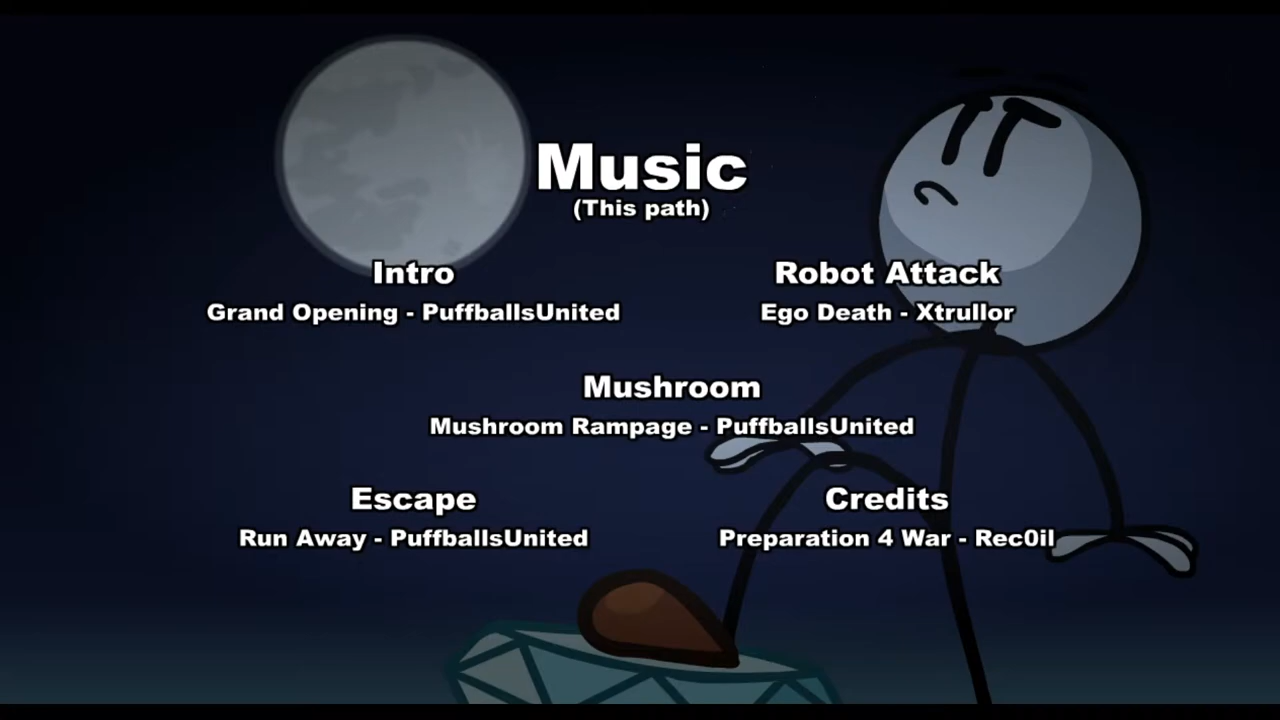 Music
(This path)
Intro
Grand Opening - PuffballsUnited
Robot Attack
Ego Death - Xtrullor
Mushroom
Mushroom Rampage - PuffballsUnited
Escape
Run Away - PuffballsUnited
Credits
Preparation 4 War - Rec0il